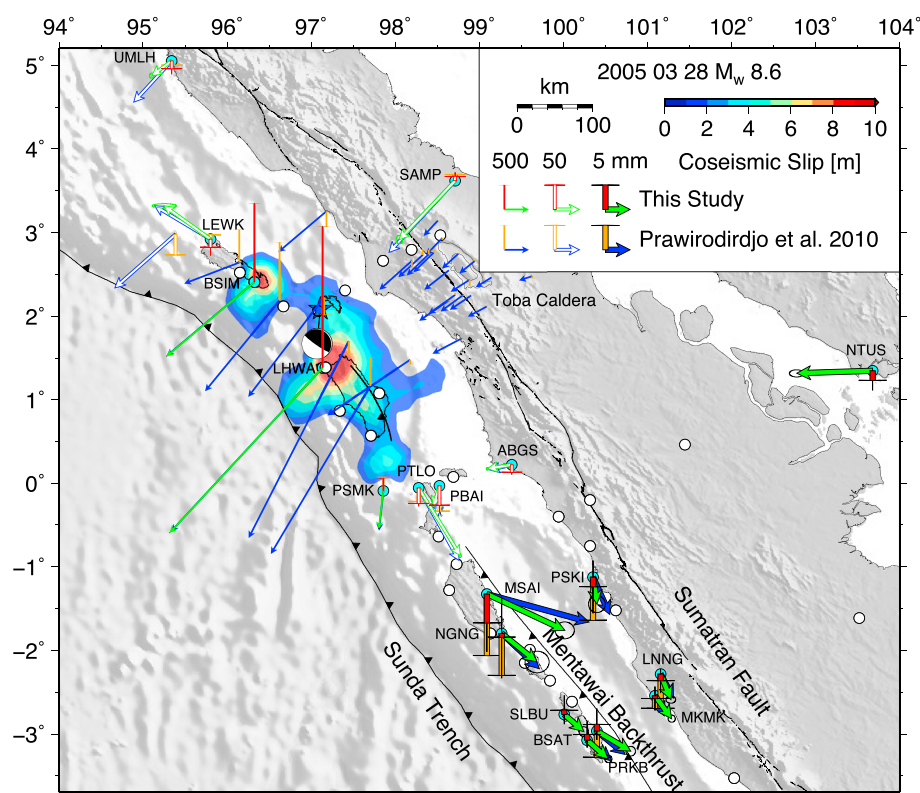 94 95 96 97 98 99 100 101 102 103 104
5°
4°
3°
2°
1°
0°
−1°
−2°
−3°
km
0 100
2005 03 28 Mw 8.6
0 2 4 6 8 10
Coseismic Slip [m]
500 50 5 mm
This Study
Prawirodirdjo et al. 2010
UMLH
SAMP
LEWK
BSIM
Toba Caldera
NTUS
LHWA
ABGS
PTLO
PSMK
PBAI
PSKI
MSAI
NGNG
Sumatran Fault
Mentawai Backthrust
Sunda Trench
LNNG
MKMK
SLBU
BSAT
PRKB